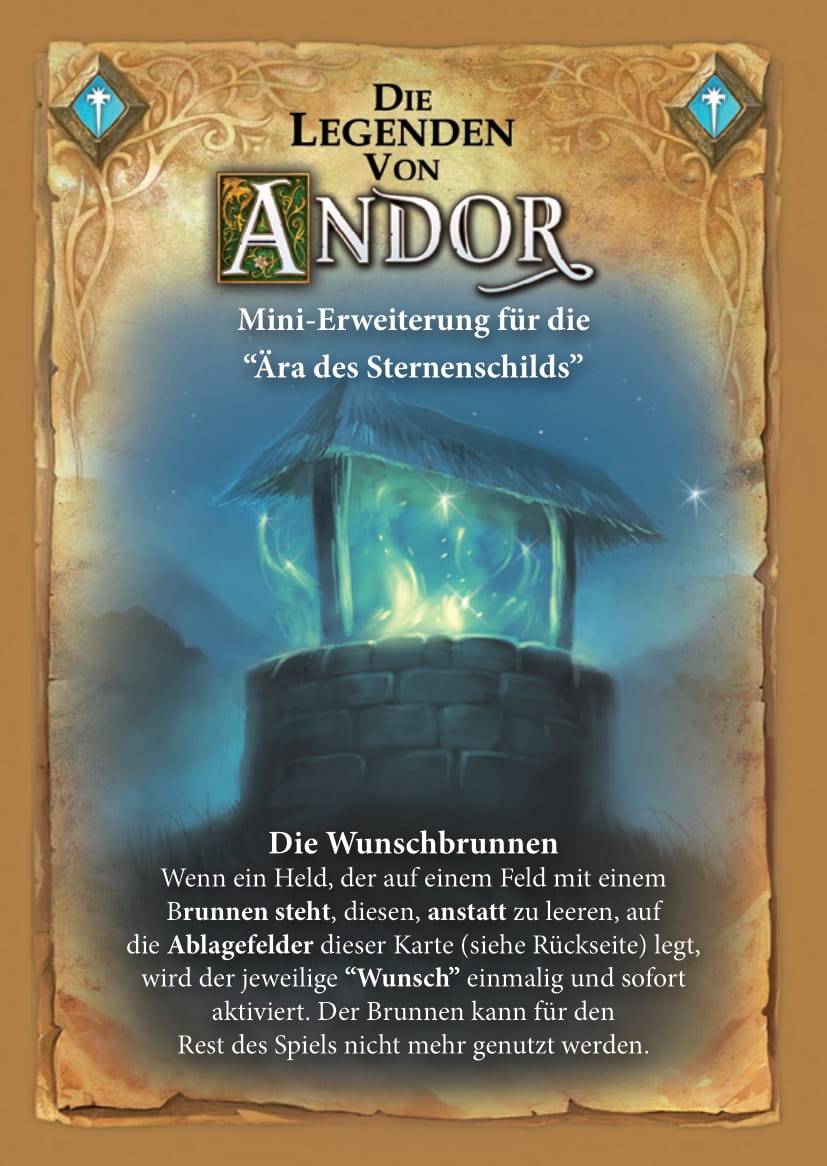 DIE
LEGENDEN
VON
ANDOR
Mini-Erweiterung für die
“Ära des Sternenschilds”
Die Wunschbrunnen
Wenn ein Held, der auf einem Feld mit einem
Brunnen steht, diesen, anstatt zu leeren, auf
die Ablagefelder dieser Karte (siehe Rückseite) legt,
wird der jeweilige “Wunsch” einmalig und sofort
aktiviert. Der Brunnen kann für den
Rest des Spiels nicht mehr genutzt werden.